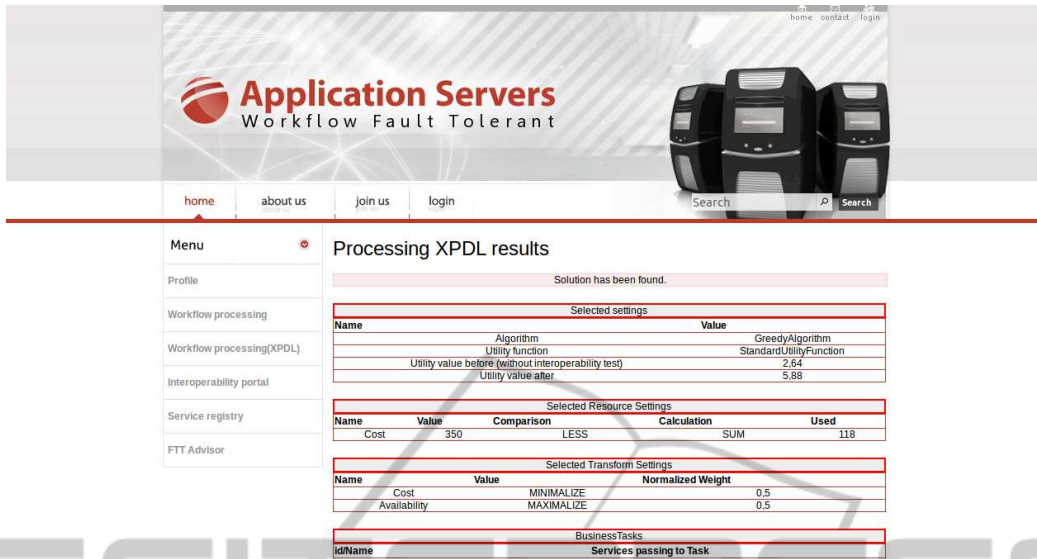 home contact login
Application Servers
Workflow Fault Tolerant
home about us join us login Search Search
Menu
Profile
Workflow processing
Workflow processing(XPDL)
Interoperability portal
Service registry
FTT Advisor
Processing XPDL results
Solution has been found.
Selected settings
Name Value
Algorithm GreedyAlgorithm
Utility function StandardUtilityFunction
Utility value before (without interoperability test) 2,64
Utility value after 5,88
Selected Resource Settings
Name Value Comparison Calculation Used
Cost 350 LESS SUM 118
Selected Transform Settings
Name Value Normalized Weight
Cost MINIMALIZE 0,5
Availability MAXIMALIZE 0,5
BusinessTasks
id/Name Services passing to Task